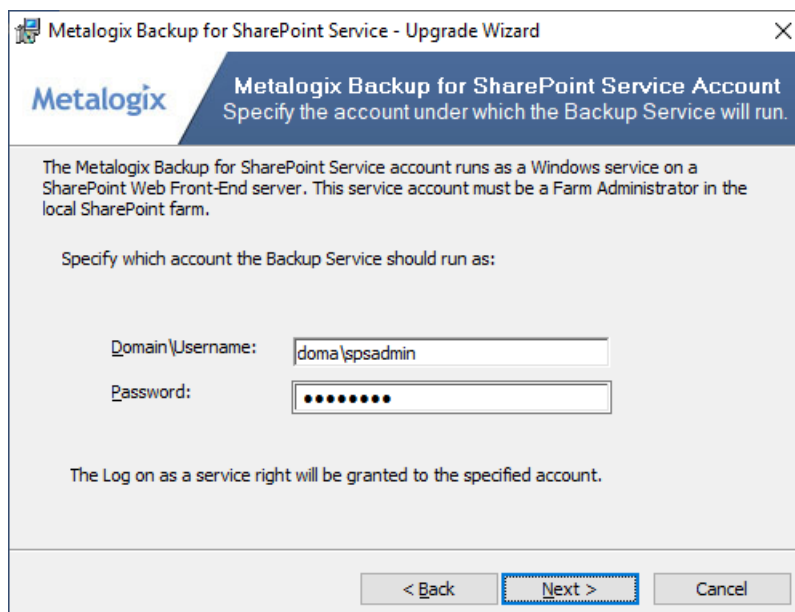 Metalogix Backup for SharePoint Service - Upgrade Wizard
Metalogix
Metalogix Backup for SharePoint Service Account
Specify the account under which the Backup Service will run.
The Metalogix Backup for SharePoint Service account runs as a Windows service on a
SharePoint Web Front-End server. This service account must be a Farm Administrator in the
local SharePoint farm.
Specify which account the Backup Service should run as:
Domain\Username:
doma\spsadmin
Password:
●●●●●●●●
The Log on as a service right will be granted to the specified account.
< Back
Next >
Cancel